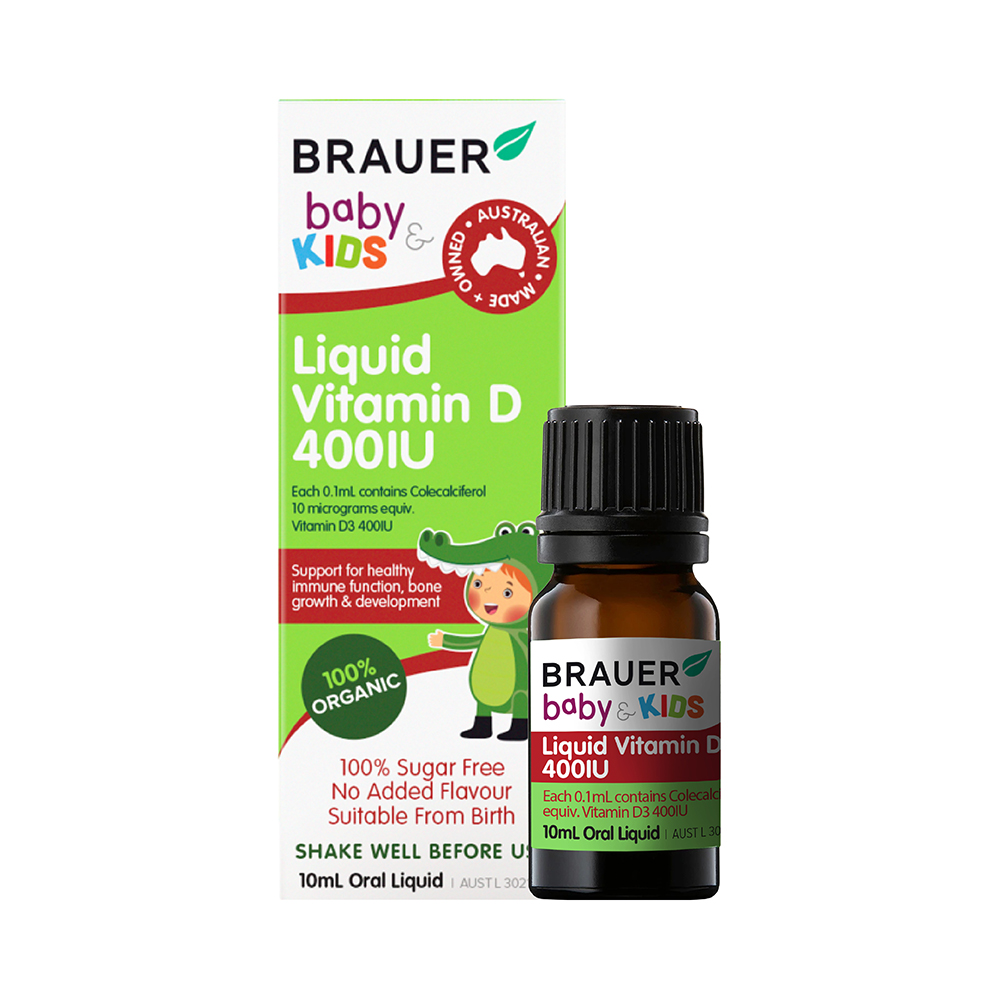 BRAUER
baby
& 
KIDS
AUSTRALIAN • MADE + OWNED •
Liquid
Vitamin D
400IU
Each 0.1mL contains Colecalciferol
10 micrograms equiv.
Vitamin D3 400IU
Support for healthy
immune function, bone
growth & development
100%
ORGANIC
100% Sugar Free
No Added Flavour
Suitable From Birth
SHAKE WELL BEFORE
10mL Oral Liquid | AUST L
BRAUER
baby & KIDS
Liquid Vitamin D
400IU
Each 0.1mL contains
equiv. Vitamin D3 400IU
10mL Oral Liquid | AUST L